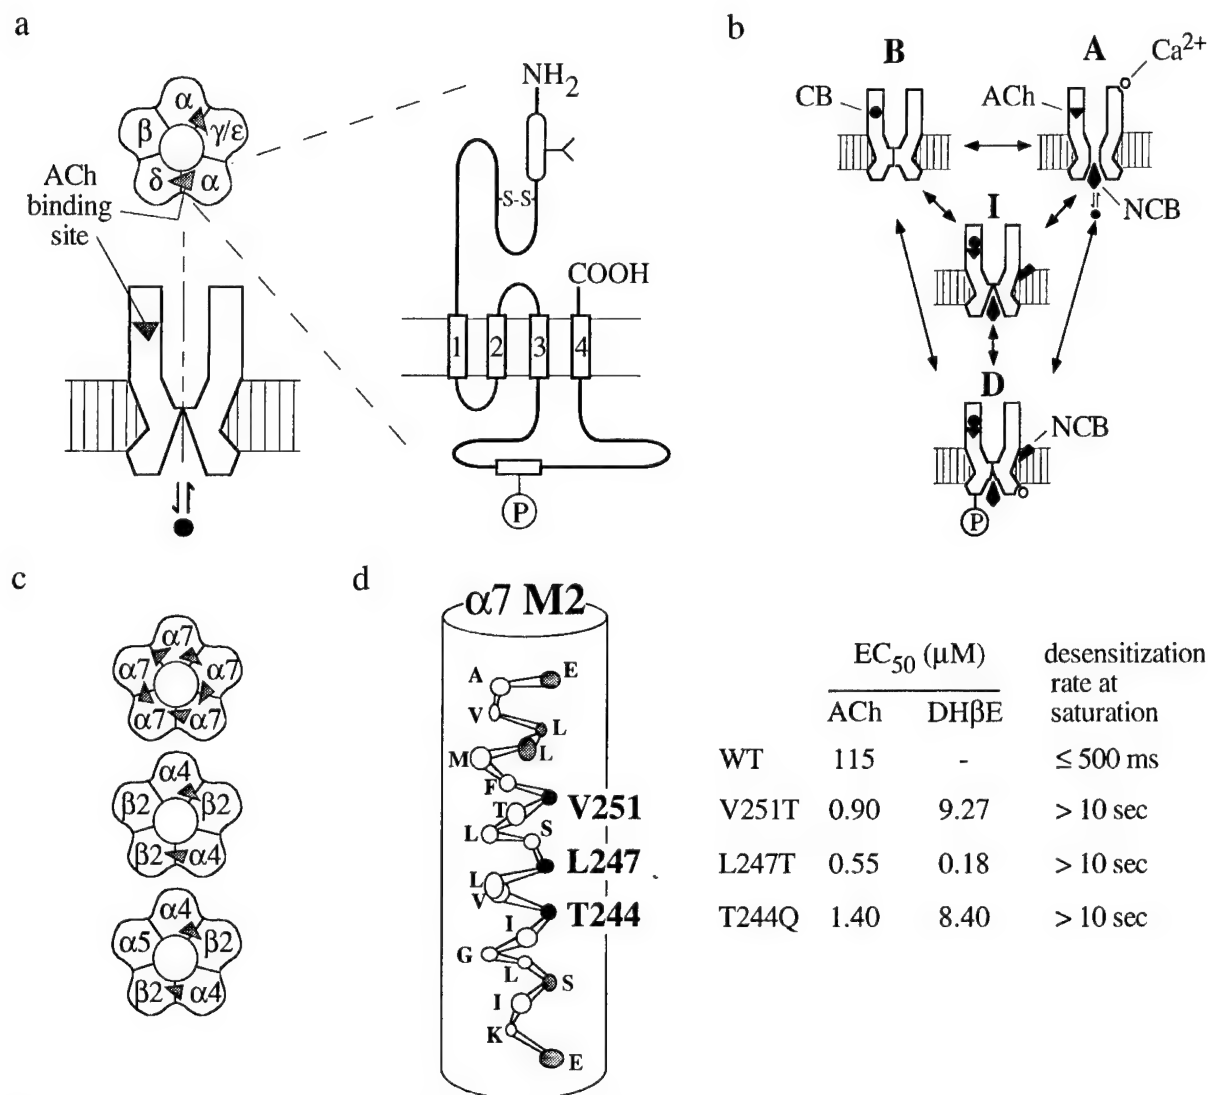 a
NH2
α
β
γ/ε
δ
α
ACh
binding
site
-S-S-
COOH
1
2
3
4
P
b
B
A
Ca2+
CB
ACh
NCB
I
D
NCB
P
c
α7
α7
α7
α7
α7
α4
β2
β2
β2
α4
α4
α5
β2
β2
α4
d
α7 M2
A
E
V
L
L
M
F
V251
T
L
S
L247
L
V
T244
I
G
L
S
I
K
E
EC50 (μM)
desensitization
rate at
saturation
ACh
DHβE
WT 115 - ≤ 500 ms
V251T 0.90 9.27 > 10 sec
L247T 0.55 0.18 > 10 sec
T244Q 1.40 8.40 > 10 sec